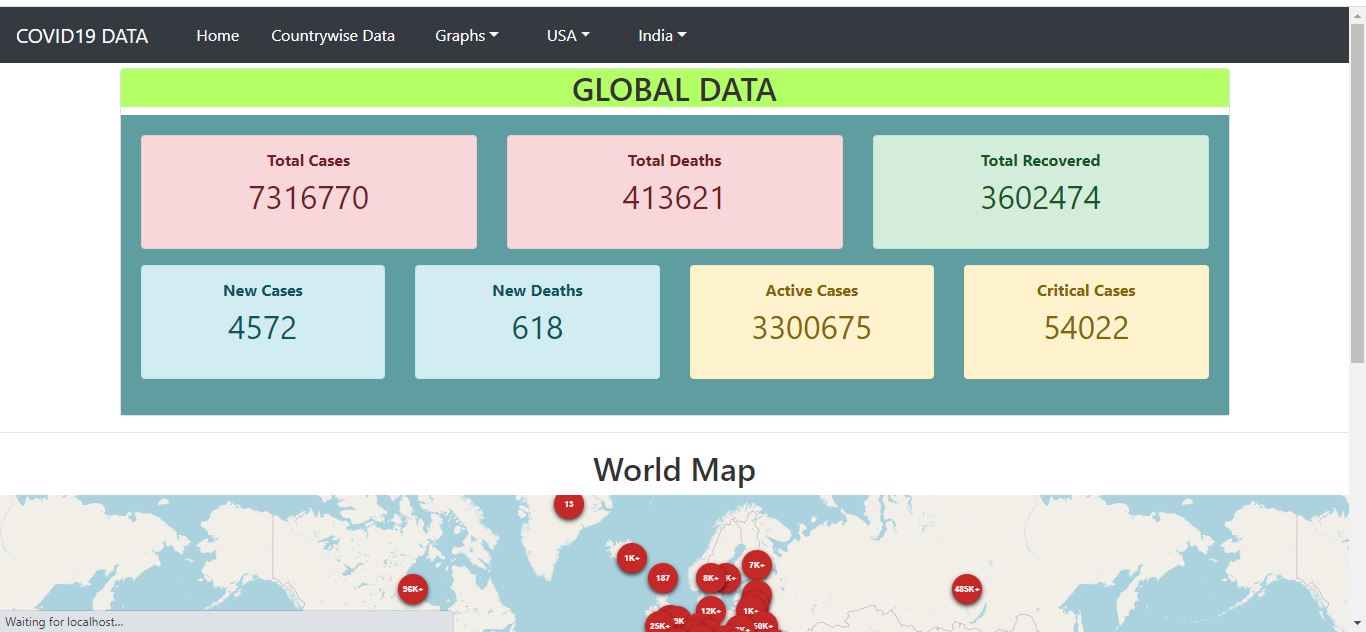 COVID19 DATA Home Countrywise Data Graphs USA India
GLOBAL DATA
Total Cases
7316770
Total Deaths
413621
Total Recovered
3602474
New Cases
4572
New Deaths
618
Active Cases
3300675
Critical Cases
54022
World Map
13
1K+
187
8K+
K+
7K+
96K+
485K+
12K+
1K+
25K+
9K
50K+
Waiting for localhost...